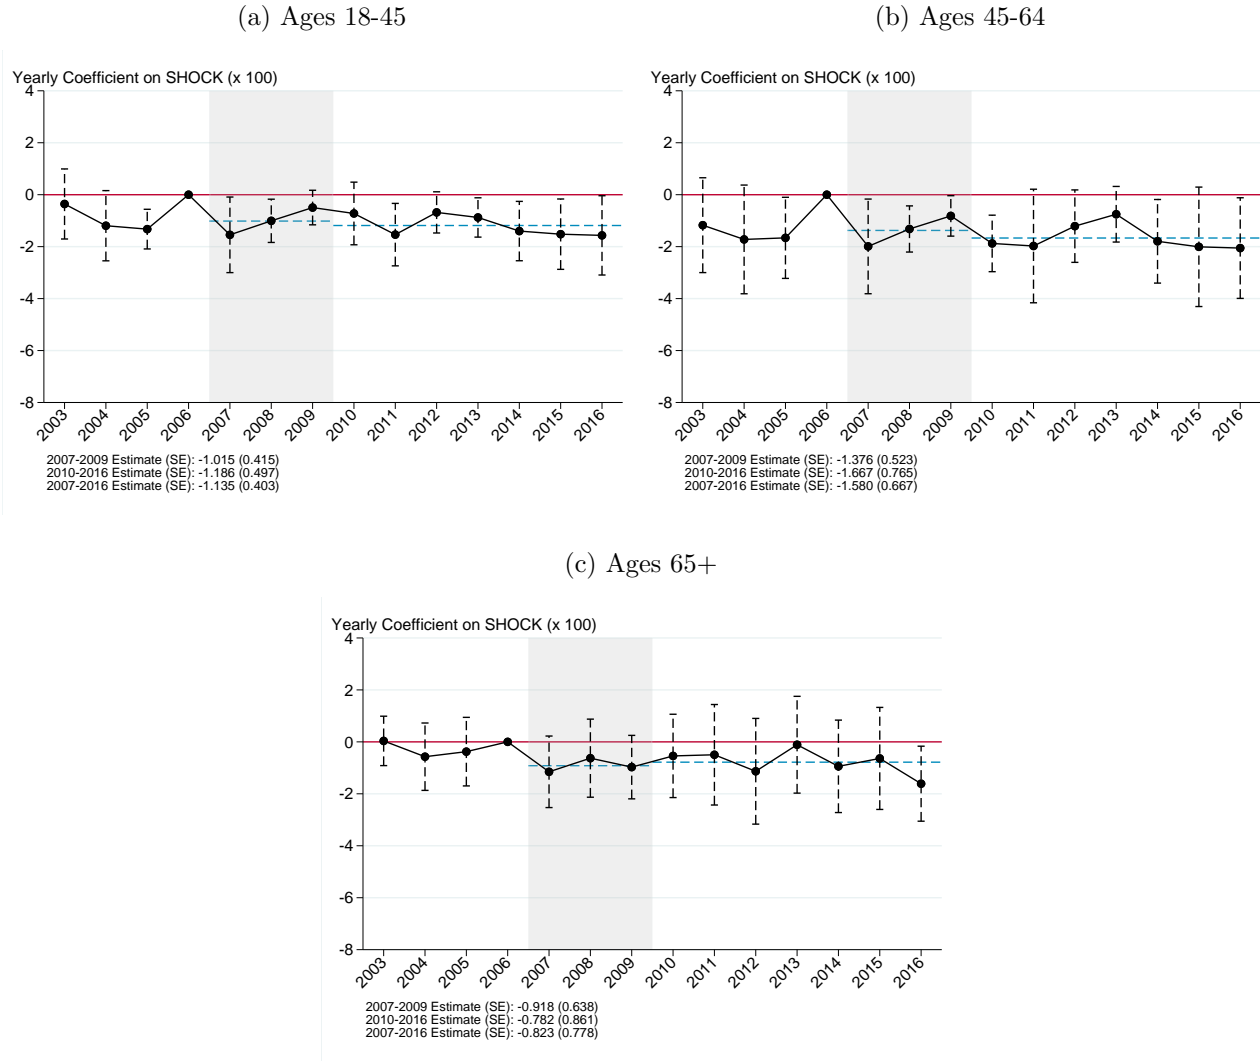 (a) Ages 18-45
Yearly Coefficient on SHOCK (x 100)
4
2
0
-2
-4
-6
-8
2003 2004 2005 2006 2007 2008 2009 2010 2011 2012 2013 2014 2015 2016
2007-2009 Estimate (SE): -1.015 (0.415)
2010-2016 Estimate (SE): -1.186 (0.497)
2007-2016 Estimate (SE): -1.135 (0.403)
(b) Ages 45-64
Yearly Coefficient on SHOCK (x 100)
4
2
0
-2
-4
-6
-8
2003 2004 2005 2006 2007 2008 2009 2010 2011 2012 2013 2014 2015 2016
2007-2009 Estimate (SE): -1.376 (0.523)
2010-2016 Estimate (SE): -1.667 (0.765)
2007-2016 Estimate (SE): -1.580 (0.667)
(c) Ages 65+
Yearly Coefficient on SHOCK (x 100)
4
2
0
-2
-4
-6
-8
2003 2004 2005 2006 2007 2008 2009 2010 2011 2012 2013 2014 2015 2016
2007-2009 Estimate (SE): -0.918 (0.638)
2010-2016 Estimate (SE): -0.782 (0.861)
2007-2016 Estimate (SE): -0.823 (0.778)